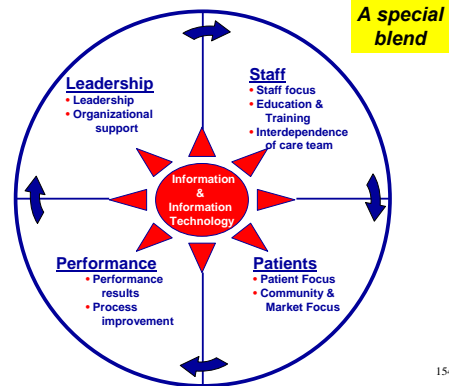 A special
blend
Leadership
• Leadership
• Organizational
support
Staff
• Staff focus
• Education &
Training
• Interdependence
of care team
Information
&
Information
Technology
Performance
• Performance
results
• Process
improvement
Patients
• Patient Focus
• Community &
Market Focus
154